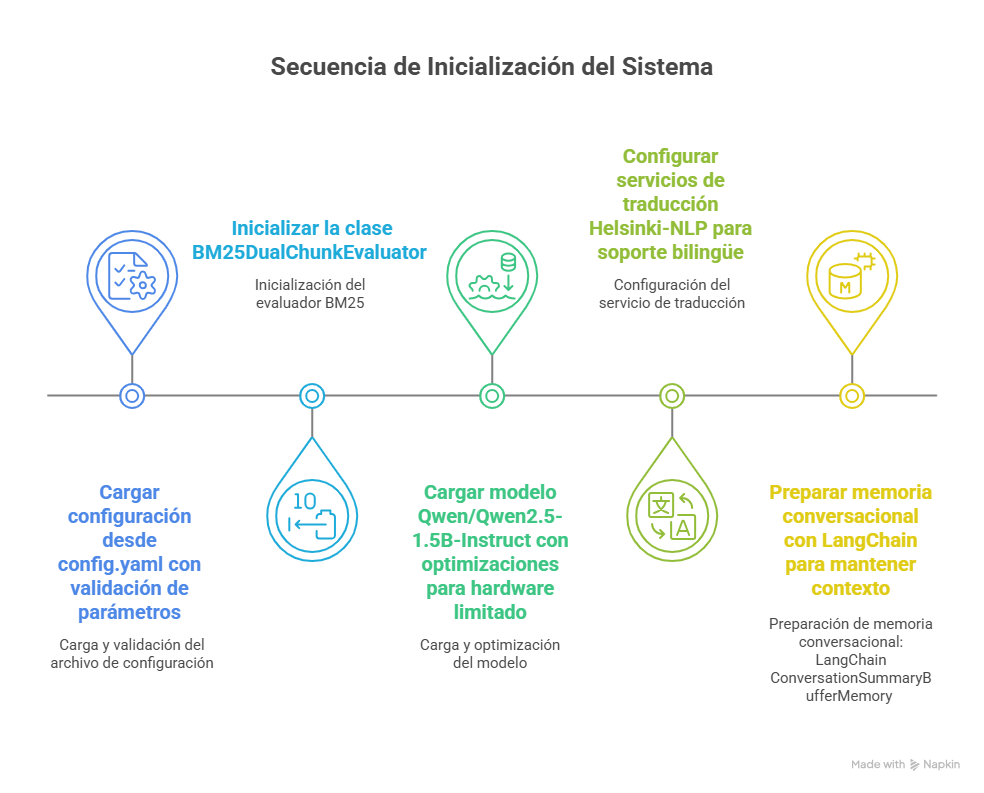 Secuencia de Inicialización del Sistema
Cargar
configuración
desde
config.yaml con
validación de
parámetros
Carga y validación del
archivo de configuración
Inicializar la clase
BM25DualChunkEvaluator
Inicialización del
evaluador BM25
10
Cargar modelo
Qwen/Qwen2.5-
1.5B-Instruct con
optimizaciones
para hardware
limitado
Carga y optimización
del modelo
Configurar
servicios de
traducción
Helsinki-NLP para
soporte bilingüe
Configuración del
servicio de traducción
文
A
M
Preparar memoria
conversacional
con LangChain
para mantener
contexto
Preparación de memoria
conversacional:
LangChain
ConversationSummaryB
ufferMemory
Made with Napkin